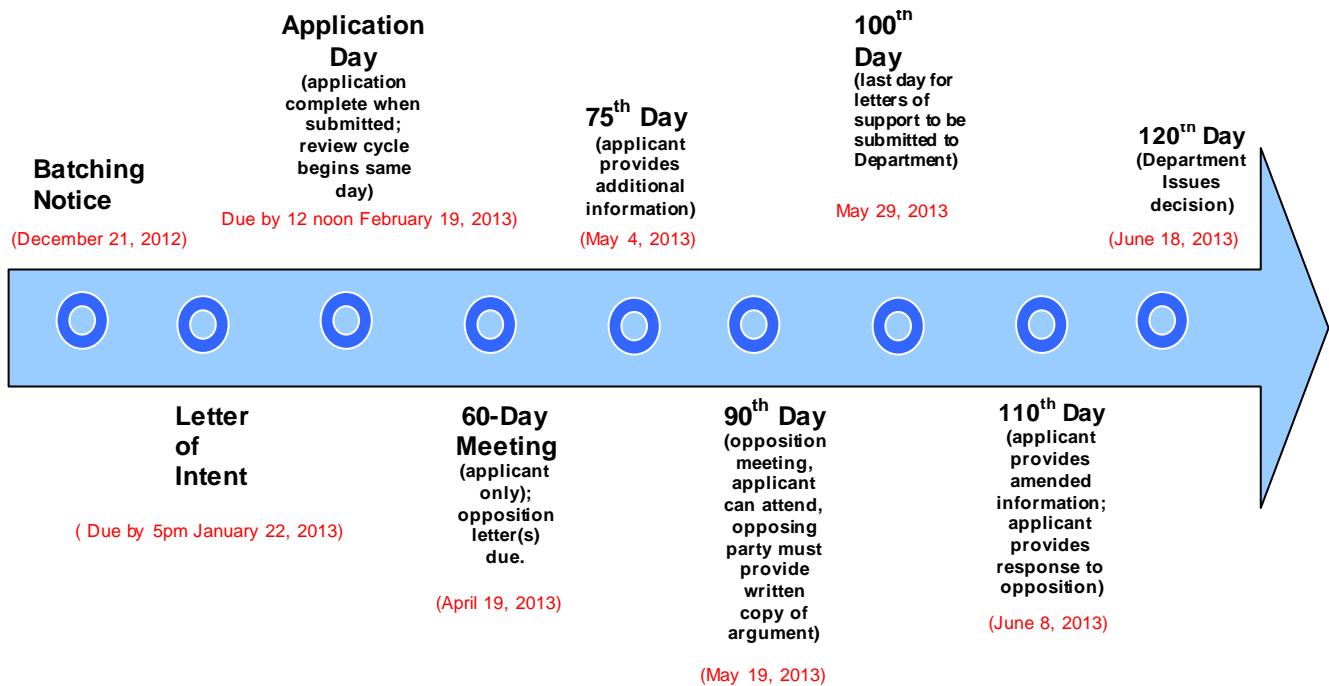 Batching
Notice
(December 21, 2012)
Letter
of
Intent
( Due by 5pm January 22, 2013)
Application
Day
(application
complete when
submitted;
review cycle
begins same
day)
Due by 12 noon February 19, 2013)
60-Day
Meeting
(applicant
only);
opposition
letter(s)
due.
(April 19, 2013)
75th Day
(applicant
provides
additional
information)
(May 4, 2013)
90th Day
(opposition
meeting,
applicant
can attend,
opposing
party must
provide
written
copy of
argument)
(May 19, 2013)
100th
Day
(last day for
letters of
support to be
submitted to
Department)
May 29, 2013
110th Day
(applicant
provides
amended
information;
applicant
provides
response to
opposition)
(June 8, 2013)
120th Day
(Department
Issues
decision)
(June 18, 2013)